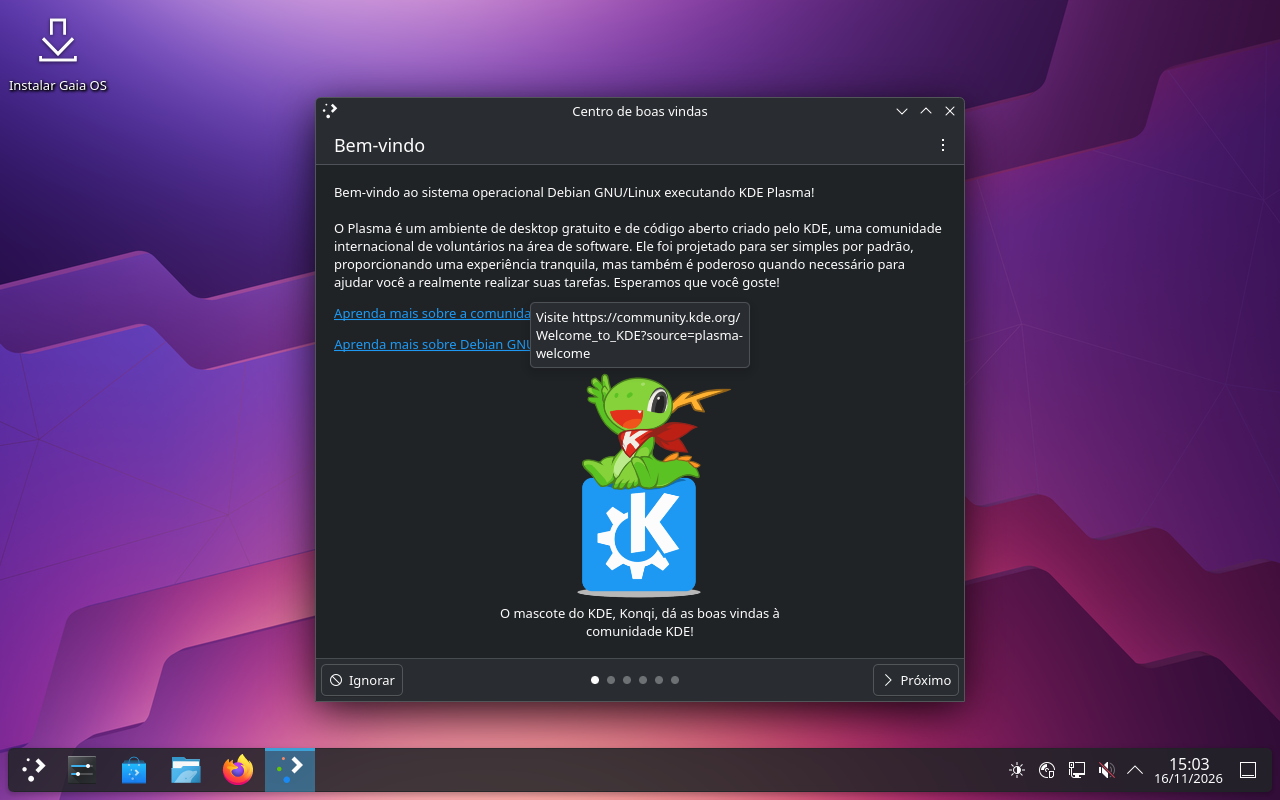 Instalar Gaia OS
Centro de boas vindas
Bem-vindo
Bem-vindo ao sistema operacional Debian GNU/Linux executando KDE Plasma!
O Plasma é um ambiente de desktop gratuito e de código aberto criado pelo KDE, uma comunidade
internacional de voluntários na área de software. Ele foi projetado para ser simples por padrão,
proporcionando uma experiência tranquila, mas também é poderoso quando necessário para
ajudar você a realmente realizar suas tarefas. Esperamos que você goste!
Aprenda mais sobre a
Aprenda mais sobre Debian
Visite https://community.kde.org/
Welcome_to_KDE?source=plasma-
welcome
O mascote do KDE, Konqi, dá as boas vindas à
comunidade KDE!
Ignorar
Próximo
15:03
16/11/2026